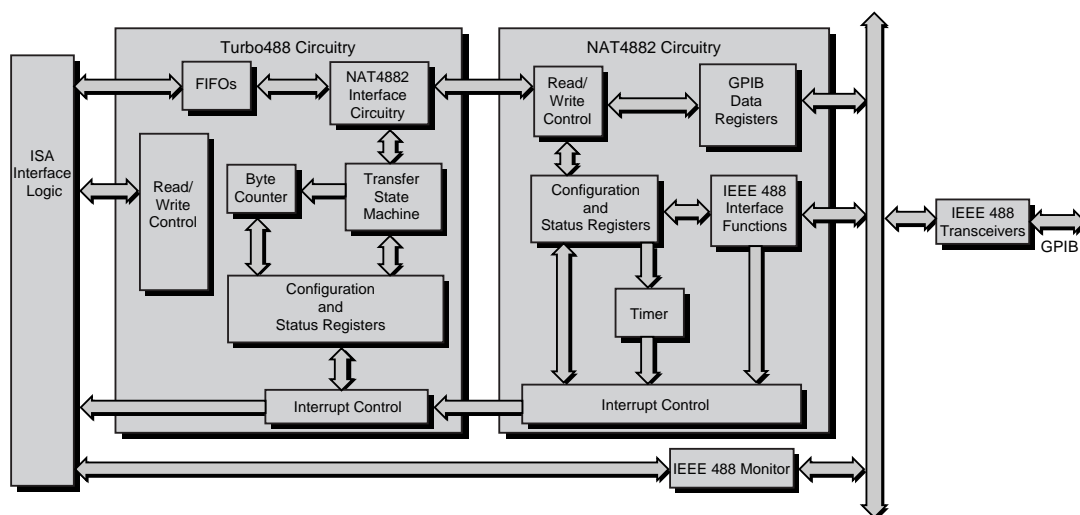 Turbo488 Circuitry
NAT4882 Circuitry
ISA
Interface
Logic
FIFOs
NAT4882
Interface
Circuitry
Read/
Write
Control
Byte
Counter
Transfer
State
Machine
Configuration
and
Status Registers
Interrupt Control
Read/
Write
Control
GPIB
Data
Registers
Configuration
and
Status Registers
IEEE 488
Interface
Functions
Timer
Interrupt Control
IEEE 488
Transceivers
GPIB
IEEE 488 Monitor